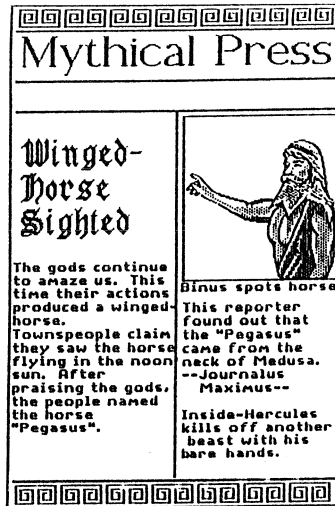 Mythical Press
Winged-
Horse
Sighted
The gods continue
to amaze us. This
time their actions
produced a winged-
horse.
Townspeople claim
they saw the horse
flying in the noon
sun. After
praising the gods,
the people named
the horse
"Pegasus".
Binus spots horse
This reporter
found out that
the "Pegasus"
came from the
neck of Medusa.
--Journalus
Maximus--
Inside-Hercules
kills off another
beast with his
bare hands.